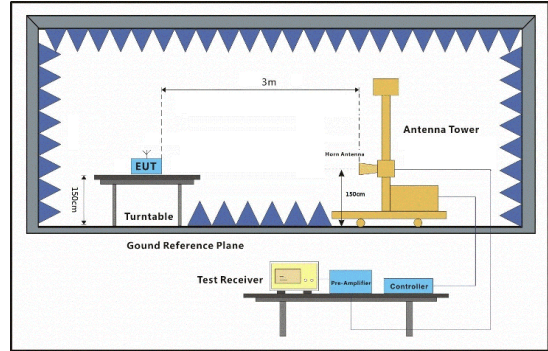 3m
Antenna Tower
Horn Antenna
EUT
150cm
150cm
Turntable
Gound Reference Plane
Test Receiver
Pre-Amplifier
Controller